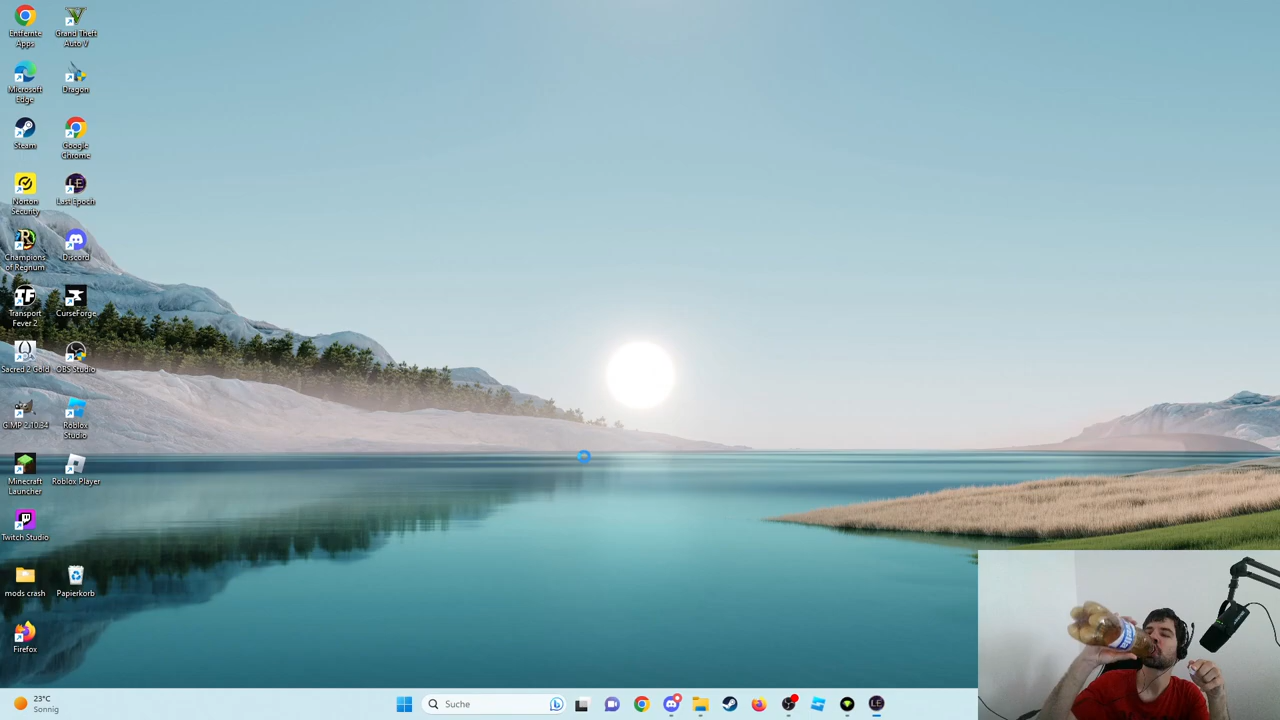 Entfernte
Apps
Grand Theft
Auto V
Microsoft
Edge
Dragon
Steam
Google
Chrome
Norton
Security
Last Epoch
Champions
of Regnum
Discord
Transport
Fever 2
CurseForge
Sacred 2 Gold
OBS Studio
GIMP 2.10.34
Roblox
Studio
Minecraft
Launcher
Roblox Player
Twitch Studio
mods crash
Papierkorb
Firefox
23°C
Sonnig
Suche